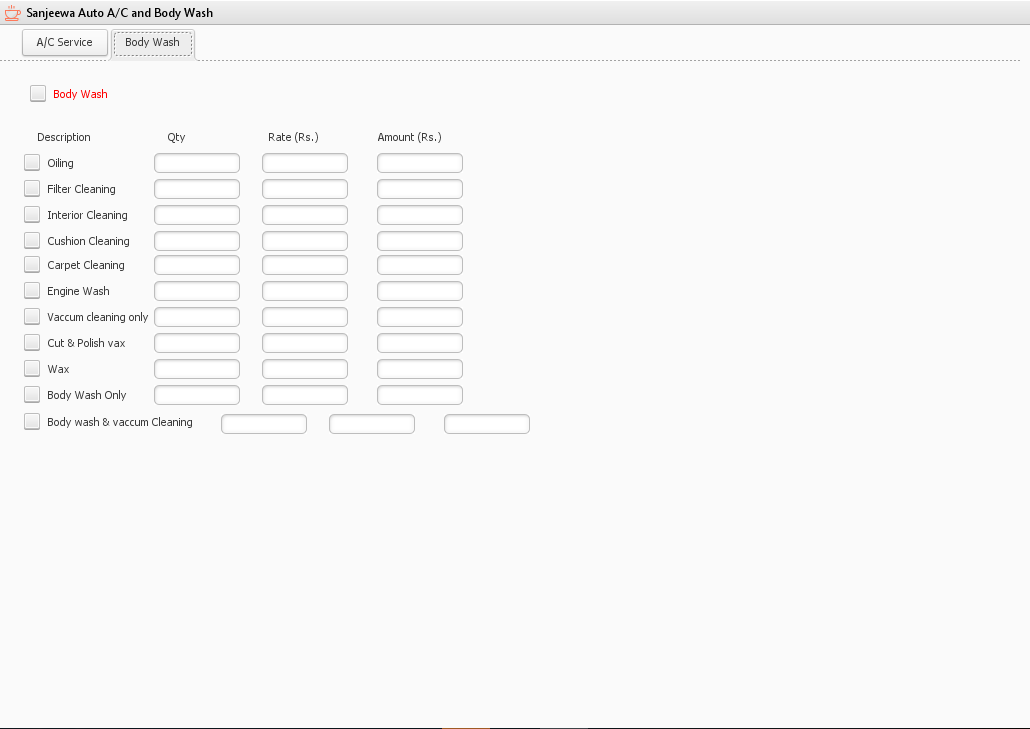 Sanjeewa Auto A/C and Body Wash
A/C Service Body Wash
Body Wash
Description Qty Rate (Rs.) Amount (Rs.)
Oiling
Filter Cleaning
Interior Cleaning
Cushion Cleaning
Carpet Cleaning
Engine Wash
Vaccum cleaning only
Cut & Polish vax
Wax
Body Wash Only
Body wash & vaccum Cleaning